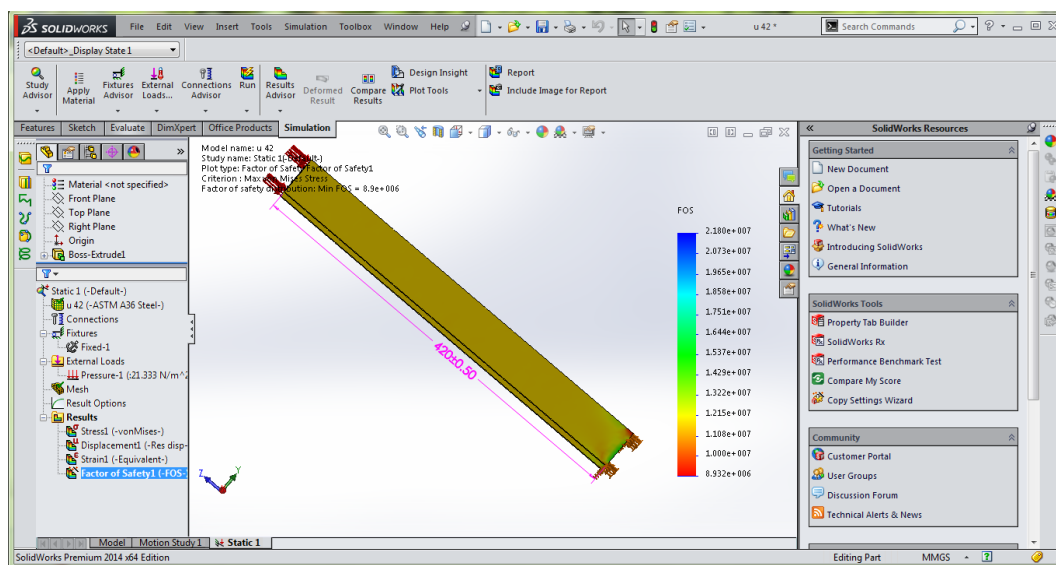 SOLIDWORKS File Edit View Insert Tools Simulation Toolbox Window Help u 42 * Search Commands
<Default>_Display State 1
Study Advisor
Apply Material
Fixtures Advisor
External Loads...
Connections Advisor
Run
Results Advisor
Deformed Result
Compare Results
Design Insight
Plot Tools
Report
Include Image for Report
Features Sketch Evaluate DimXpert Office Products Simulation
Material <not specified>
Front Plane
Top Plane
Right Plane
Origin
Boss-Extrude1
Static 1 (-Default-)
u 42 (-ASTM A36 Steel-)
Connections
Fixtures
Fixed-1
External Loads
Pressure-1 (:21.333 N/m^2
Mesh
Result Options
Results
Stress1 (-vonMises-)
Displacement1 (-Res disp-
Strain1 (-Equivalent-)
Factor of Safety1 (-FOS-
Model name: u 42
Study name: Static 1(-Default-)
Plot type: Factor of Safety Factor of Safety1
Criterion : Max von Mises Stress
Factor of safety distribution: Min FOS = 8.9e+006
420±0.50
Z
Y
FOS
2.180e+007
2.073e+007
1.965e+007
1.858e+007
1.751e+007
1.644e+007
1.537e+007
1.429e+007
1.322e+007
1.215e+007
1.108e+007
1.000e+007
8.932e+006
SolidWorks Resources
Getting Started
New Document
Open a Document
Tutorials
What's New
Introducing SolidWorks
General Information
SolidWorks Tools
Property Tab Builder
SolidWorks Rx
Performance Benchmark Test
Compare My Score
Copy Settings Wizard
Community
Customer Portal
User Groups
Discussion Forum
Technical Alerts & News
Model Motion Study 1 Static 1
SolidWorks Premium 2014 x64 Edition Editing Part MMGS